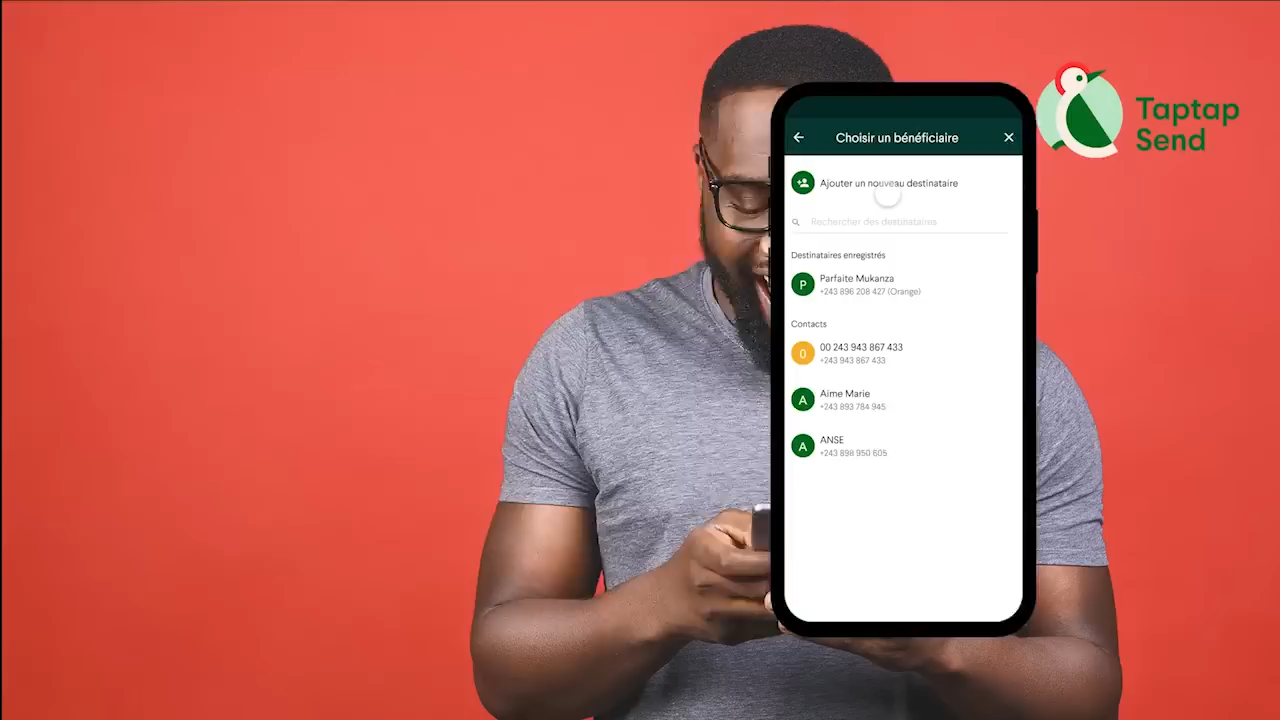 Taptap
Send
Choisir un bénéficiaire
Ajouter un nouveau destinataire
Rechercher des destinataires
Destinataires enregistrés
P
Parfaite Mukanza
+243 896 208 427 (Orange)
Contacts
0
00 243 943 867 433
+243 943 867 433
A
Aime Marie
+243 893 784 945
A
ANSE
+243 898 950 605